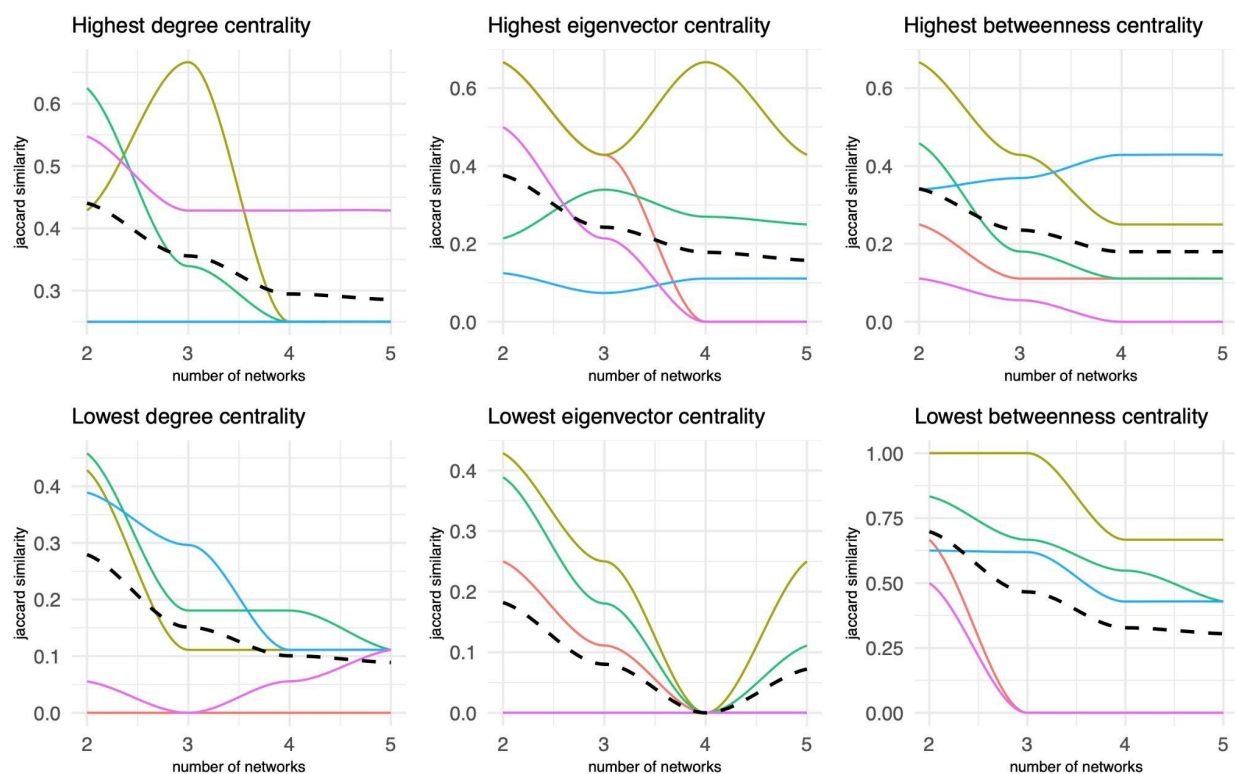 Highest degree centrality
Highest eigenvector centrality
Highest betweenness centrality
jaccard similarity
0.6
0.5
0.4
0.3
2 3 4 5
number of networks
jaccard similarity
0.6
0.4
0.2
0.0
2 3 4 5
number of networks
jaccard similarity
0.6
0.4
0.2
0.0
2 3 4 5
number of networks
Lowest degree centrality
Lowest eigenvector centrality
Lowest betweenness centrality
jaccard similarity
0.4
0.3
0.2
0.1
0.0
2 3 4 5
number of networks
jaccard similarity
0.4
0.3
0.2
0.1
0.0
2 3 4 5
number of networks
jaccard similarity
1.00
0.75
0.50
0.25
0.00
2 3 4 5
number of networks